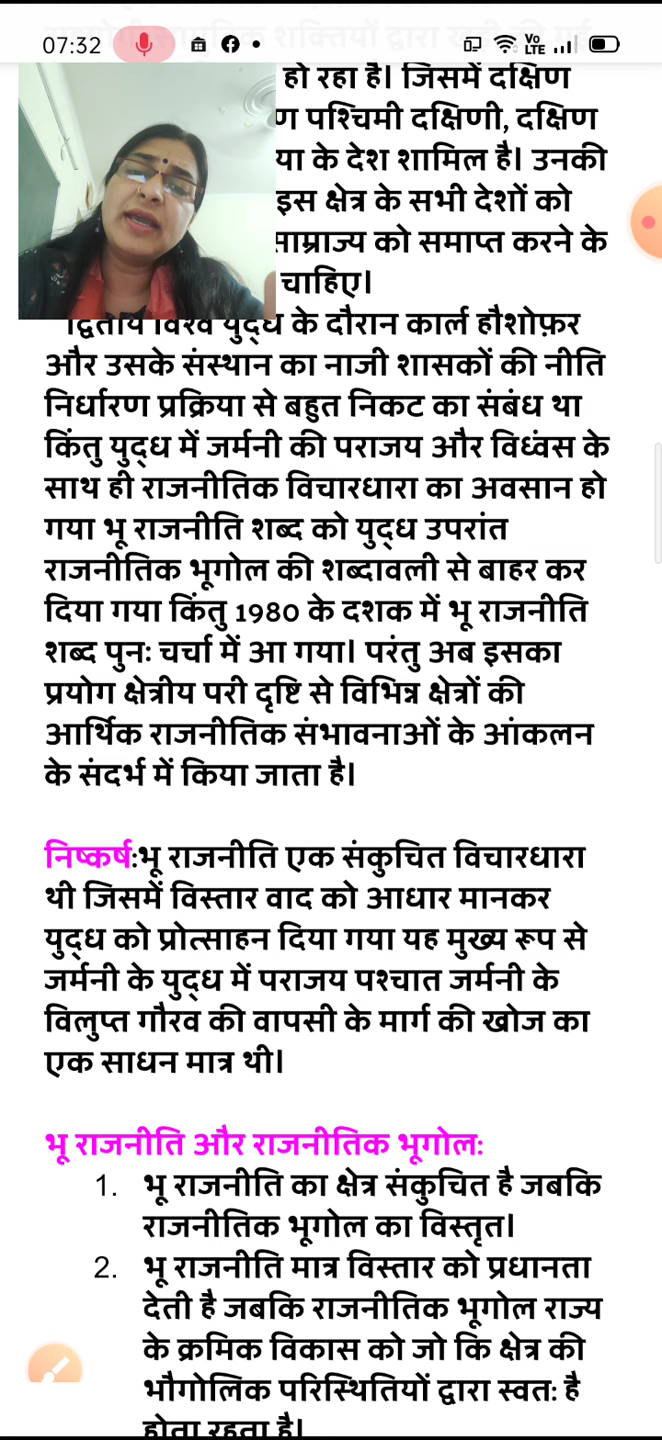 07:32
Vo
LTE
शक्तियों द्वारा
हो रहा है। जिसमें दक्षिण
पश्चिमी दक्षिणी, दक्षिण
के देश शामिल है। उनकी
इस क्षेत्र के सभी देशों को
को समाप्त करने के
चाहिए।
द्वितीय विश्व युद्ध के दौरान कार्ल हौशोफ़र
और उसके संस्थान का नाजी शासकों की नीति
निर्धारण प्रक्रिया से बहुत निकट का संबंध था
किंतु युद्ध में जर्मनी की पराजय और विध्वंस के
साथ ही राजनीतिक विचारधारा का अवसान हो
गया भू राजनीति शब्द को युद्ध उपरांत
राजनीतिक भूगोल की शब्दावली से बाहर कर
दिया गया किंतु 1980 के दशक में भू राजनीति
शब्द पुनः चर्चा में आ गया। परंतु अब इसका
प्रयोग क्षेत्रीय परी दृष्टि से विभिन्न क्षेत्रों की
आर्थिक राजनीतिक संभावनाओं के आंकलन
के संदर्भ में किया जाता है।
निष्कर्ष:भू राजनीति एक संकुचित विचारधारा
थी जिसमें विस्तार वाद को आधार मानकर
युद्ध को प्रोत्साहन दिया गया यह मुख्य रूप से
जर्मनी के युद्ध में पराजय पश्चात जर्मनी के
विलुप्त गौरव की वापसी के मार्ग की खोज का
एक साधन मात्र थी।
भू राजनीति और राजनीतिक भूगोल:
1. भू राजनीति का क्षेत्र संकुचित है जबकि
राजनीतिक भूगोल का विस्तृत।
2. भू राजनीति मात्र विस्तार को प्रधानता
देती है जबकि राजनीतिक भूगोल राज्य
के क्रमिक विकास को जो कि क्षेत्र की
भौगोलिक परिस्थितियों द्वारा स्वतः है
होता रहता है।